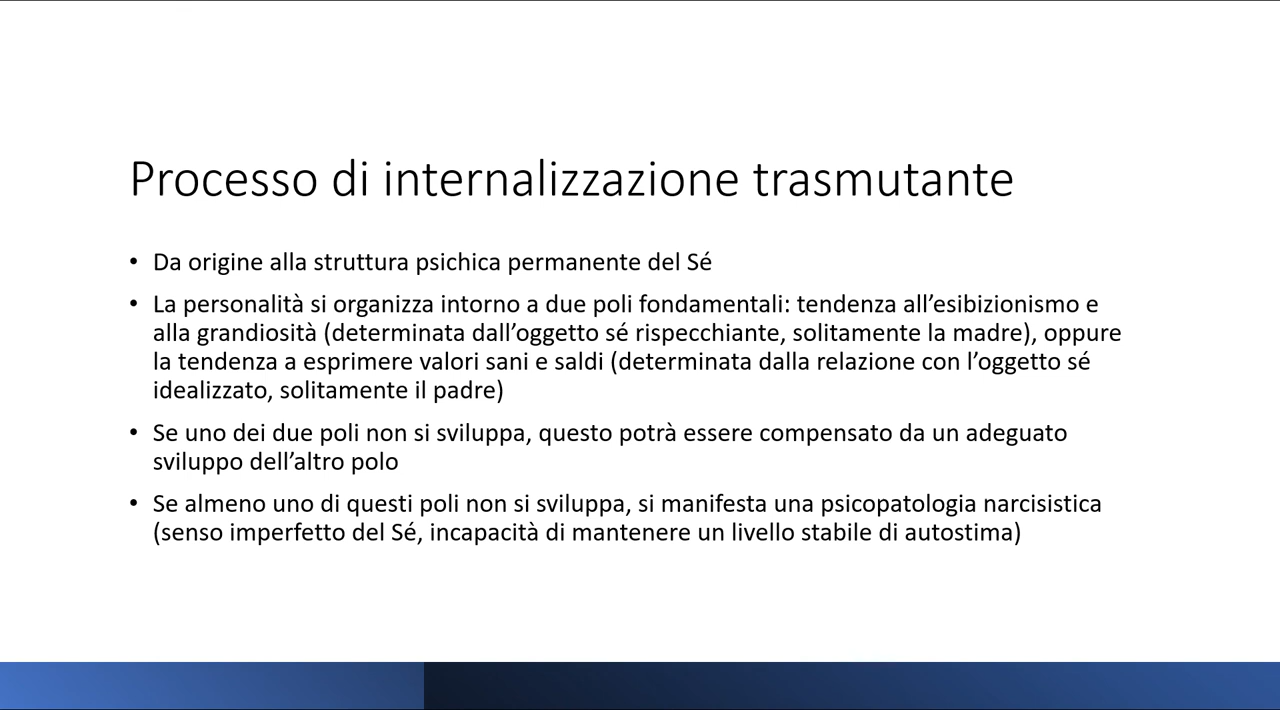 Processo di internalizzazione trasmutante
• Da origine alla struttura psichica permanente del Sé
• La personalità si organizza intorno a due poli fondamentali: tendenza all’esibizionismo e
alla grandiosità (determinata dall’oggetto sé rispecchiante, solitamente la madre), oppure
la tendenza a esprimere valori sani e saldi (determinata dalla relazione con l’oggetto sé
idealizzato, solitamente il padre)
• Se uno dei due poli non si sviluppa, questo potrà essere compensato da un adeguato
sviluppo dell’altro polo
• Se almeno uno di questi poli non si sviluppa, si manifesta una psicopatologia narcisistica
(senso imperfetto del Sé, incapacità di mantenere un livello stabile di autostima)